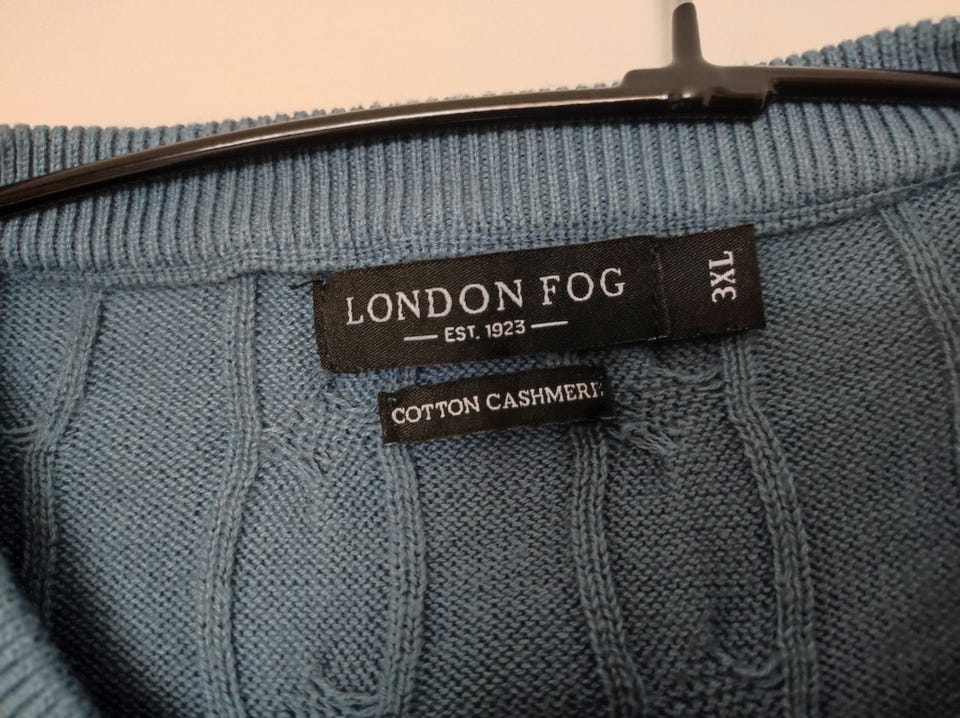 LONDON FOG
EST. 1923
3XL
COTTON CASHMERE